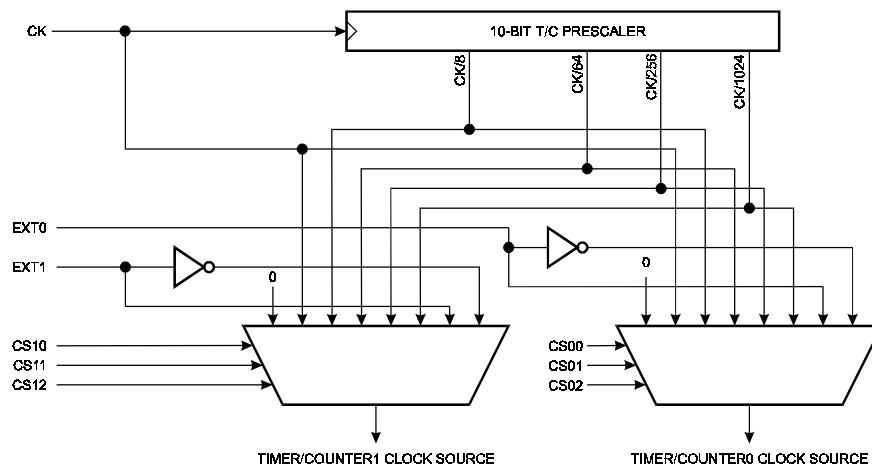 CK
10-BIT T/C PRESCALER
CK/8
CK/64
CK/256
CK/1024
EXT0
EXT1
0
0
CS10
CS11
CS12
CS00
CS01
CS02
TIMER/COUNTER1 CLOCK SOURCE
TIMER/COUNTER0 CLOCK SOURCE